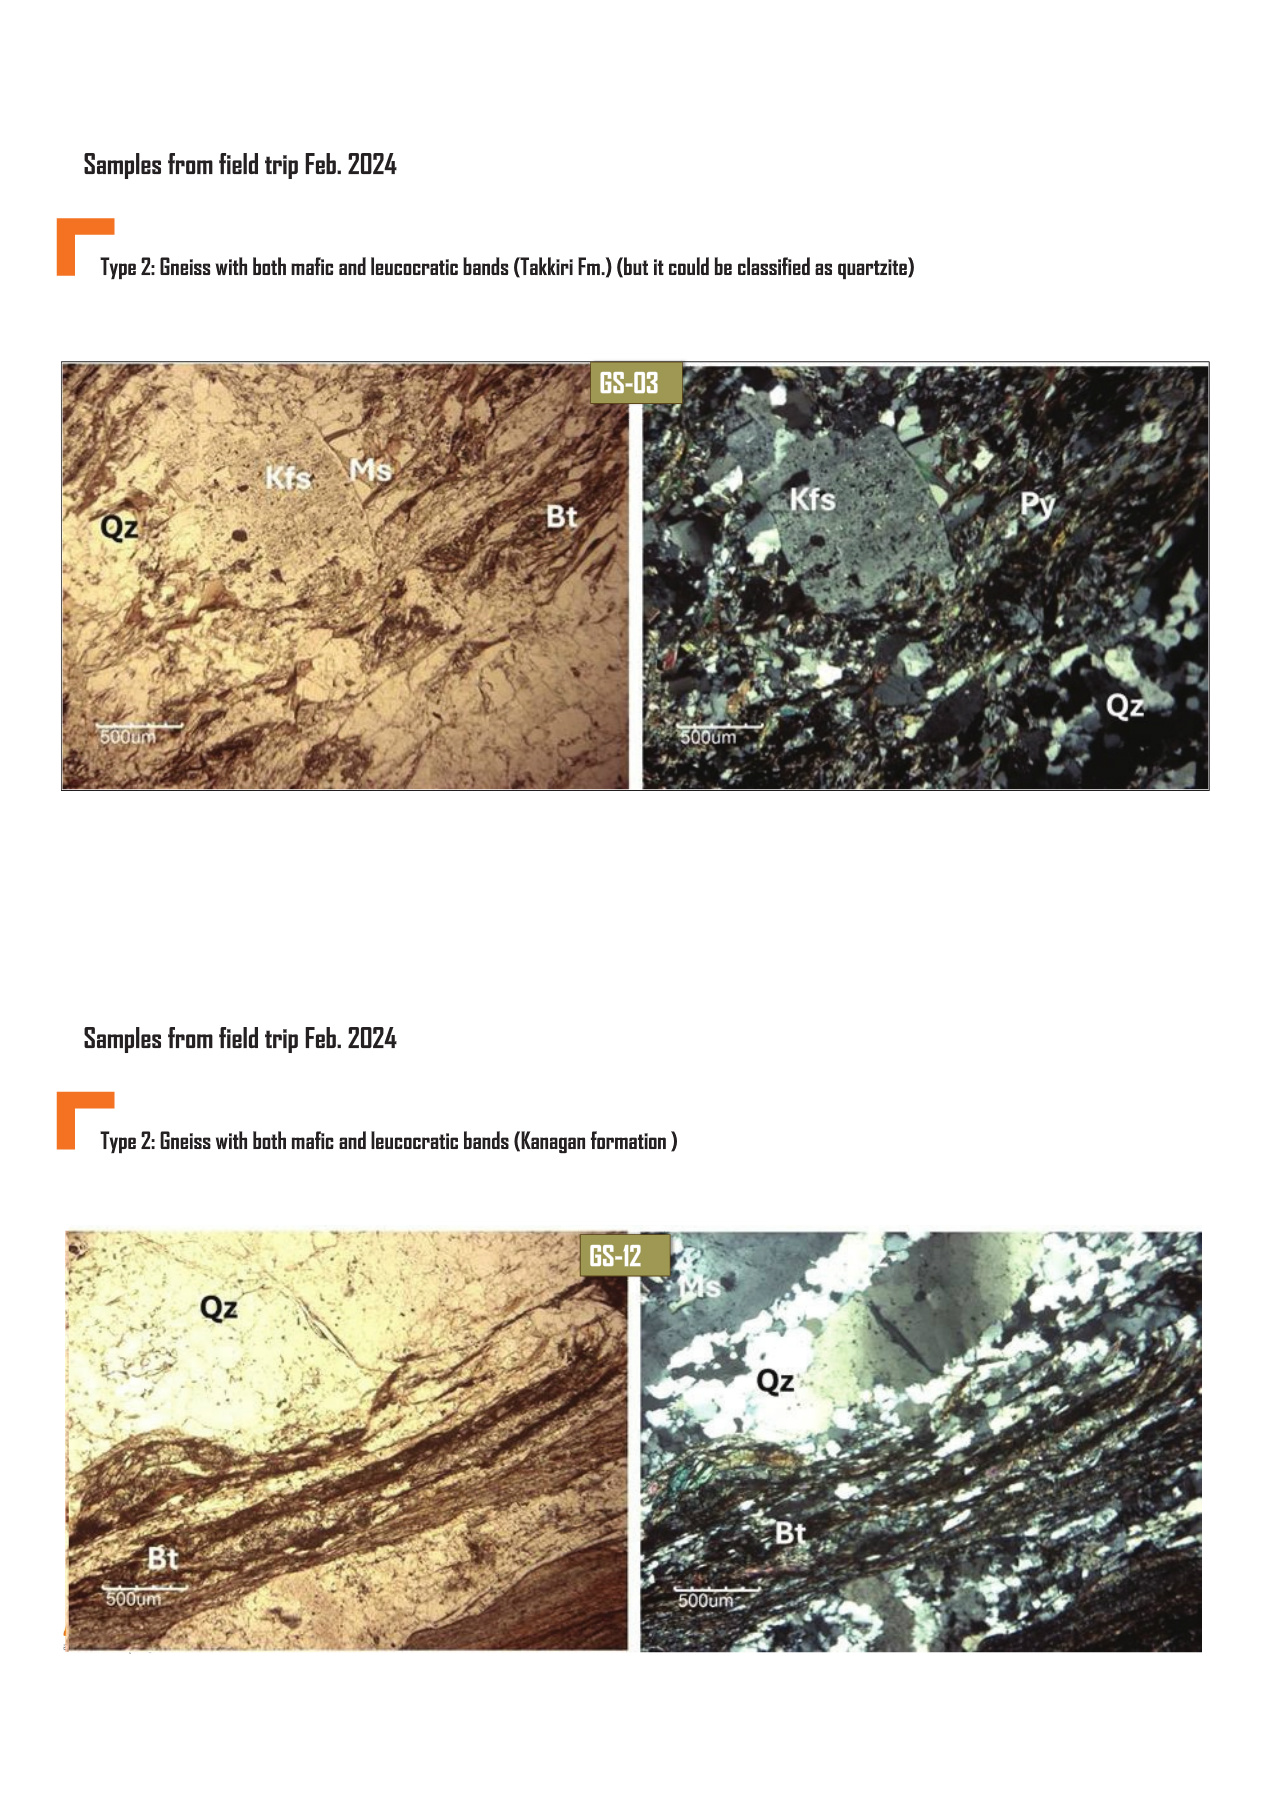 Samples from field trip Feb. 2024
Type 2: Gneiss with both mafic and leucocratic bands (Takkiri Fm.) (but it could be classified as quartzite)
GS-03
Kfs
Ms
Qz
Bt
500um
Kfs
Py
Qz
500um
Samples from field trip Feb. 2024
Type 2: Gneiss with both mafic and leucocratic bands (Kanagan formation )
GS-12
Qz
Bt
500um
Ms
Qz
Bt
500um